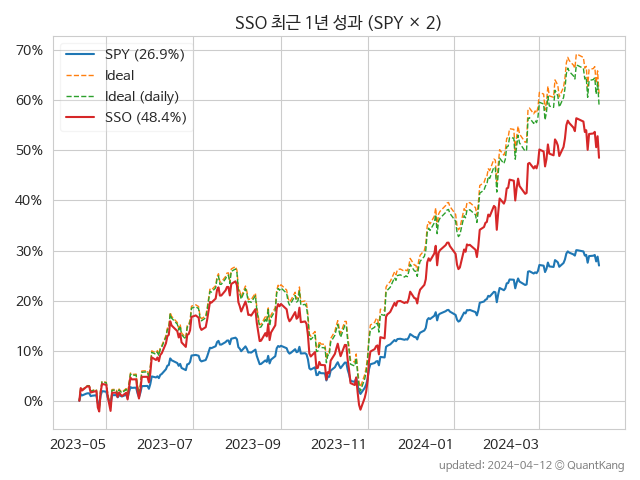 SSO 최근 1년 성과 (SPY × 2)
SPY (26.9%)
Ideal
Ideal (daily)
SSO (48.4%)
70%
60%
50%
40%
30%
20%
10%
0%
2023−05
2023−07
2023−09
2023−11
2024−01
2024−03
updated: 2024−04−12 © QuantKang